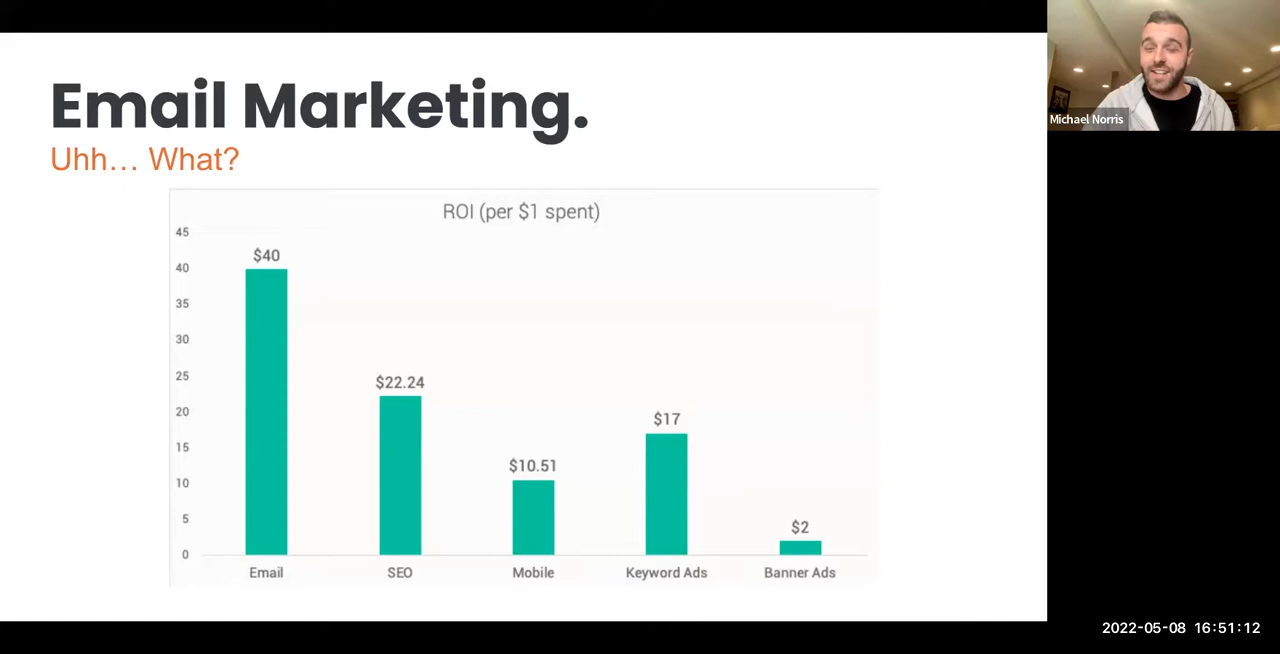 Email Marketing.
Uhh... What?
ROI (per $1 spent)
45
40
35
30
25
20
15
10
5
0
$40
$22.24
$10.51
$17
$2
Email
SEO
Mobile
Keyword Ads
Banner Ads
Michael Norris
2022-05-08 16:51:12